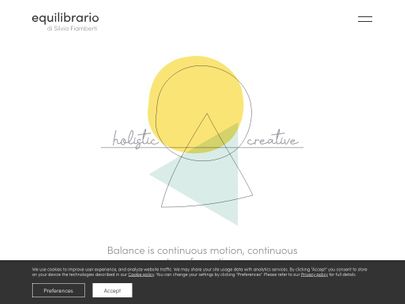 equilibrario
di Silvia Fiamberti
holistic
creative
Balance is continuous motion, continuous
We use cookies to improve user experience, and analyze website traffic. We may share your site usage data with analytics services. By clicking "Accept" you consent to store
on your device the technologies described in our Cookie policy. You can change your settings by clicking "Preferences". Please refer to our Privacy policy for full details.
Preferences
Accept